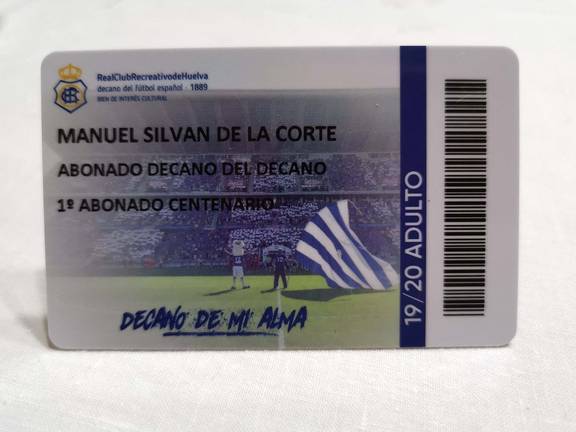 RealClubRecreativodeHuelva
decano del fútbol español · 1889
BIEN DE INTERÉS CULTURAL
MANUEL SILVAN DE LA CORTE
ABONADO DECANO DEL DECANO
1º ABONADO CENTENARIO
DECANO DE MI ALMA
19/20 ADULTO